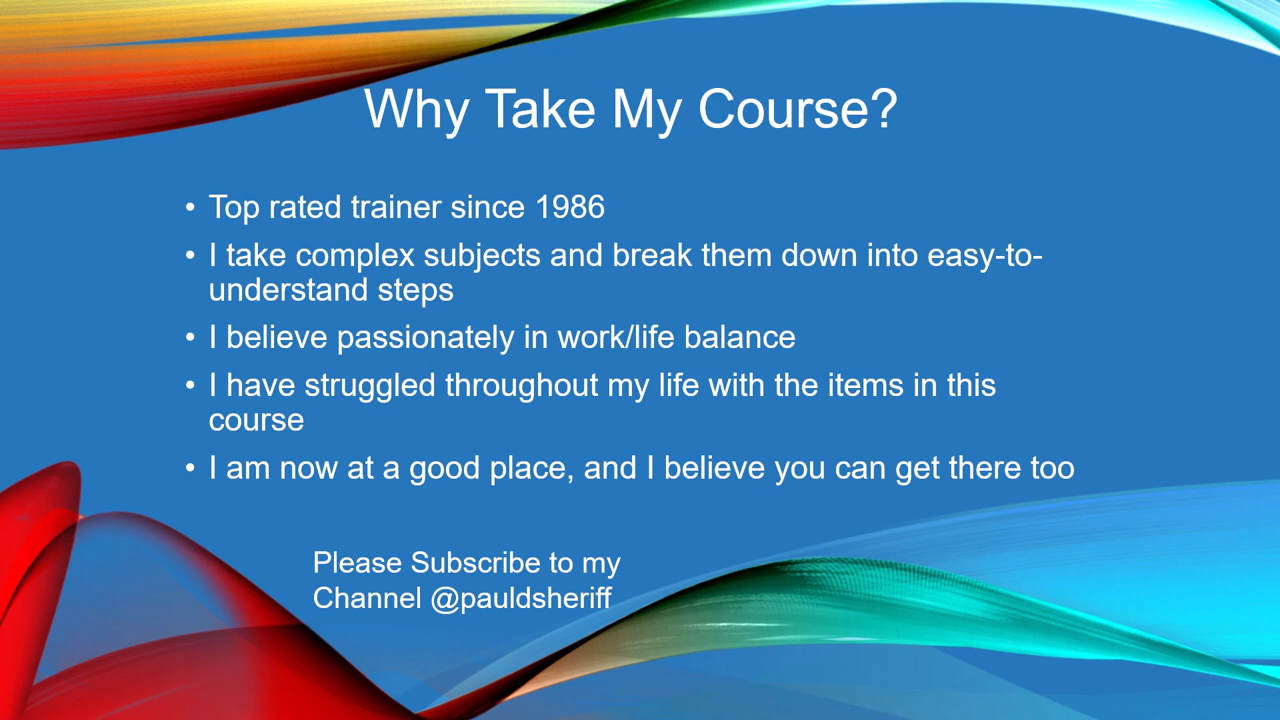 Why Take My Course?
• Top rated trainer since 1986
• I take complex subjects and break them down into easy-to-
understand steps
• I believe passionately in work/life balance
• I have struggled throughout my life with the items in this
course
• I am now at a good place, and I believe you can get there too
Please Subscribe to my
Channel @pauldsheriff